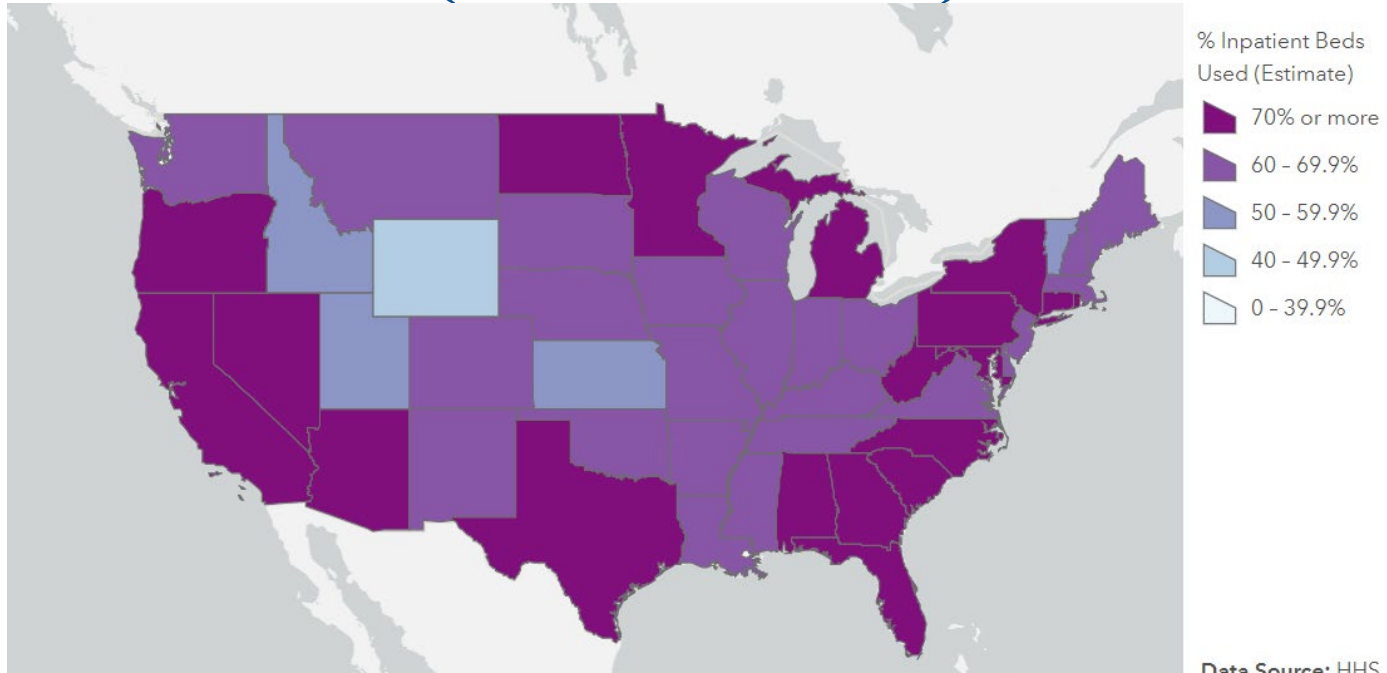 % Inpatient Beds
Used (Estimate)
70% or more
60 - 69.9%
50 - 59.9%
40 - 49.9%
0 - 39.9%
Data Source: HHS